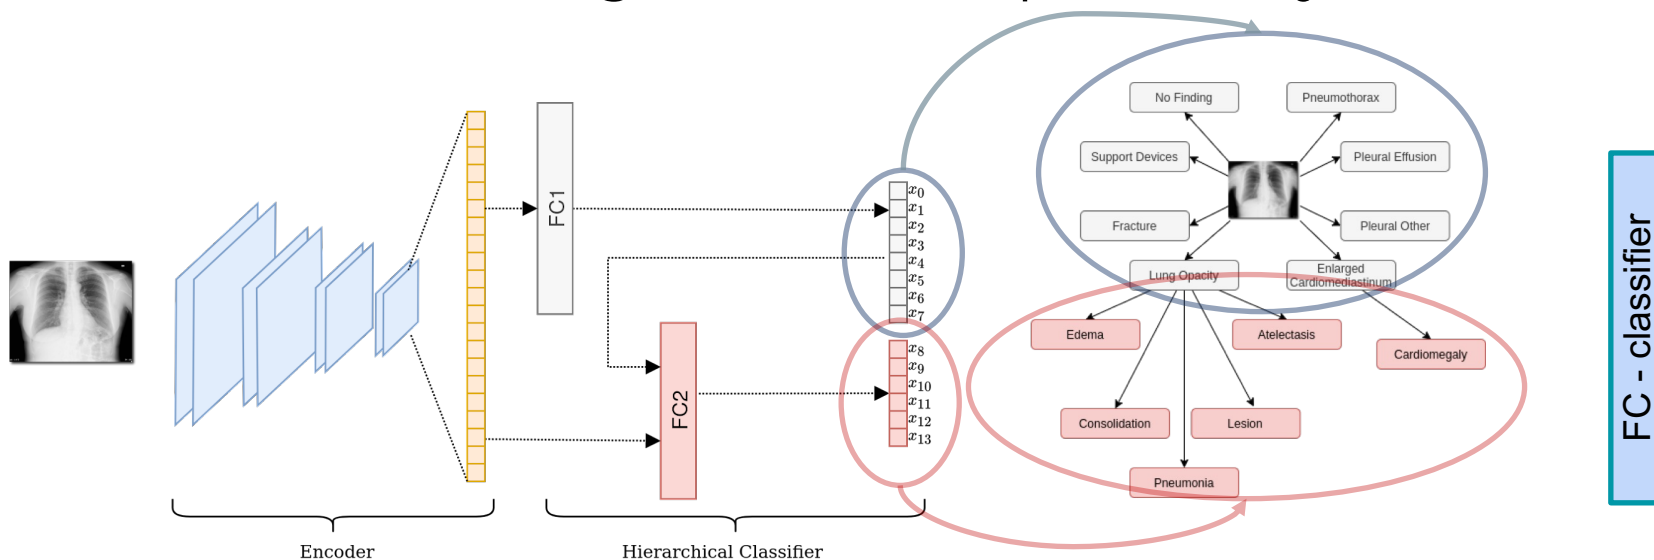 No Finding
Pneumothorax
Support Devices
Pleural Effusion
Fracture
Pleural Other
Lung Opacity
Enlarged
Cardiomediastinum
Edema
Atelectasis
Cardiomegaly
Consolidation
Lesion
Pneumonia
FC1
FC2
x0
x1
x2
x3
x4
x5
x6
x7
x8
x9
x10
x11
x12
x13
Encoder
Hierarchical Classifier
FC - classifier